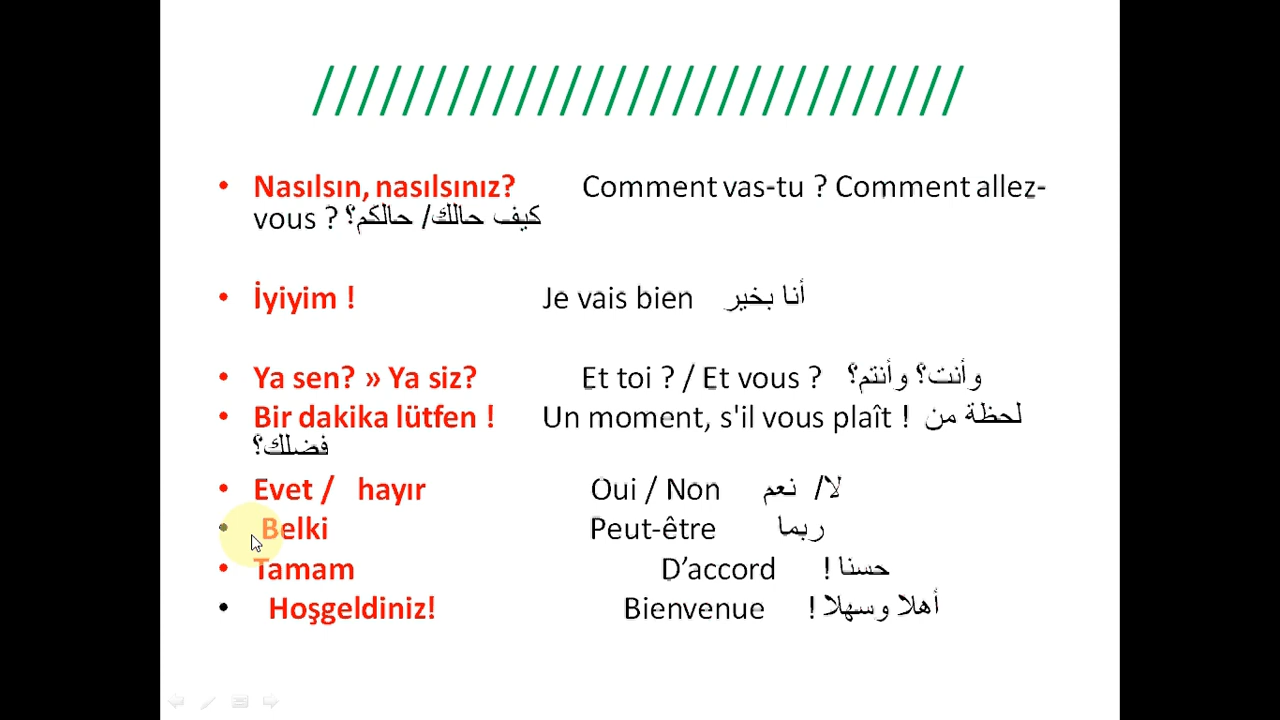 /////////////////////////////
Nasılsın, nasılsınız? Comment vas-tu ? Comment allez-
vous ? كيف حالك/ حالكم؟
İyiyim ! Je vais bien أنا بخير
Ya sen? » Ya siz? Et toi ? / Et vous ? وأنت؟ وأنتم؟
Bir dakika lütfen ! Un moment, s'il vous plaît ! لحظة من
فضلك؟
Evet / hayır Oui / Non لا/ نعم
Belki Peut-être ربما
Tamam D’accord حسنا !
Hoşgeldiniz! Bienvenue أهلا وسهلا !